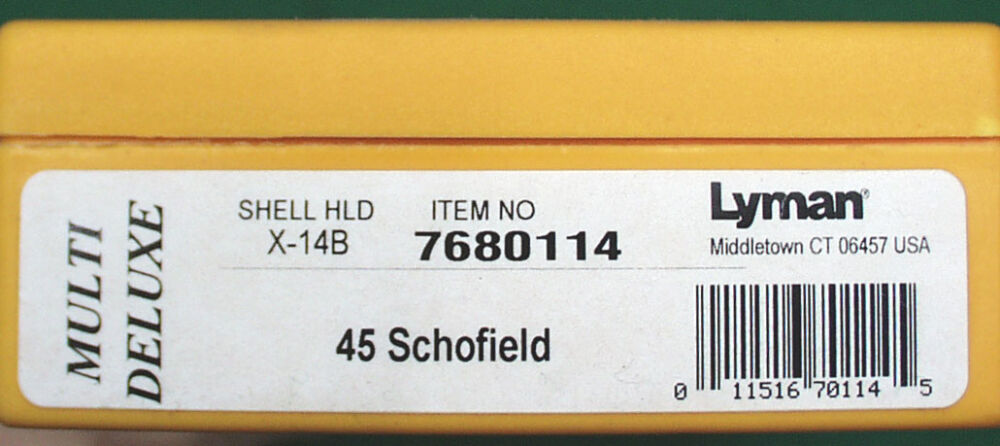 MULTI
DELUXE
SHELL HLD
X-14B
ITEM NO
7680114
Lyman®
Middletown CT 06457 USA
45 Schofield
0 11516 70114 5